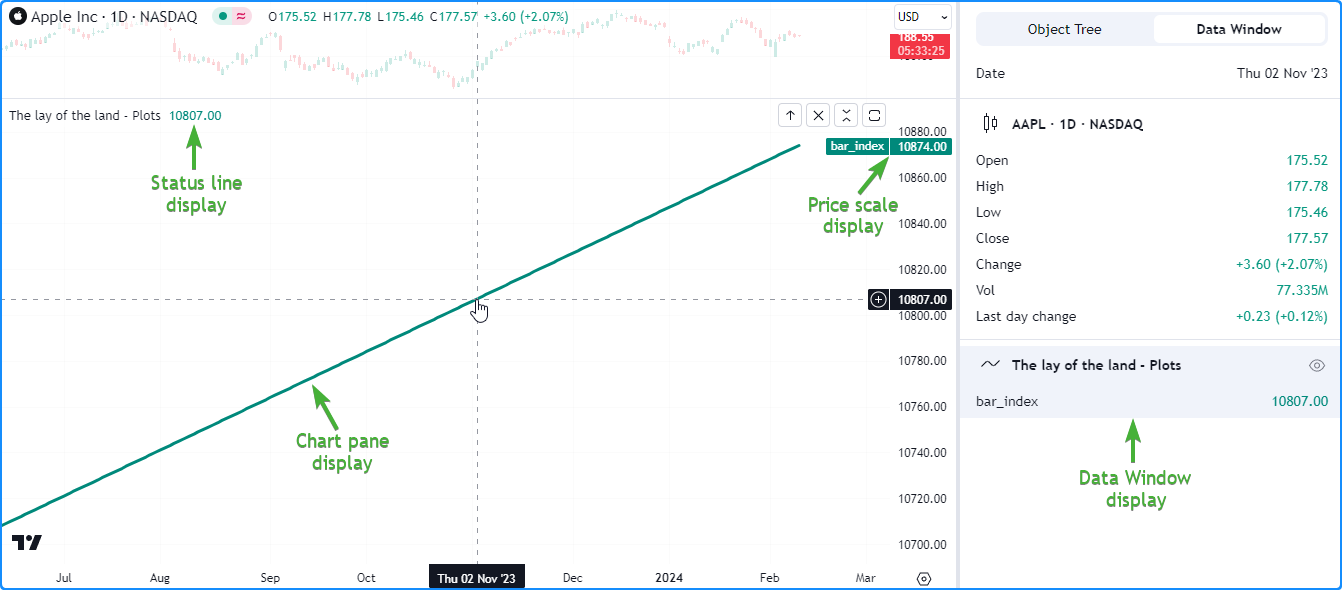 Apple Inc · 1D · NASDAQ
O175.52 H177.78 L175.46 C177.57 +3.60 (+2.07%)
USD
188.55
05:33:25
The lay of the land - Plots 10807.00
Status line
display
10880.00
bar_index 10874.00
10860.00
Price scale
display
10840.00
10820.00
10807.00
10800.00
10780.00
10760.00
Chart pane
display
10740.00
10720.00
10700.00
Jul Aug Sep Oct Thu 02 Nov '23 Dec 2024 Feb Mar
Object Tree Data Window
Date Thu 02 Nov '23
AAPL · 1D · NASDAQ
Open 175.52
High 177.78
Low 175.46
Close 177.57
Change +3.60 (+2.07%)
Vol 77.335M
Last day change +0.23 (+0.12%)
The lay of the land - Plots
bar_index 10807.00
Data Window
display